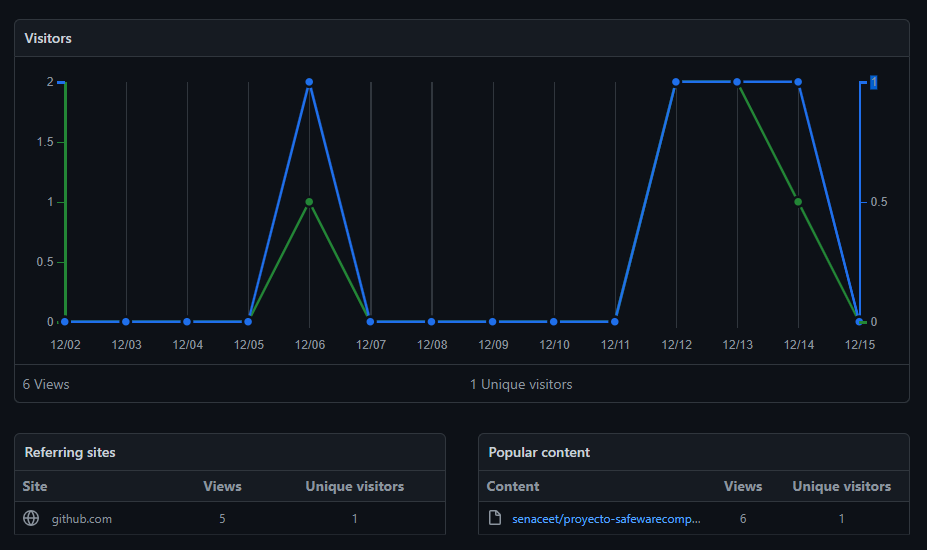 Visitors
2 1
1.5
1 0.5
0.5
0 0
12/02 12/03 12/04 12/05 12/06 12/07 12/08 12/09 12/10 12/11 12/12 12/13 12/14 12/15
6 Views 1 Unique visitors
Referring sites
Site Views Unique visitors
github.com 5 1
Popular content
Content Views Unique visitors
senaceet/proyecto-safewarecomp... 6 1